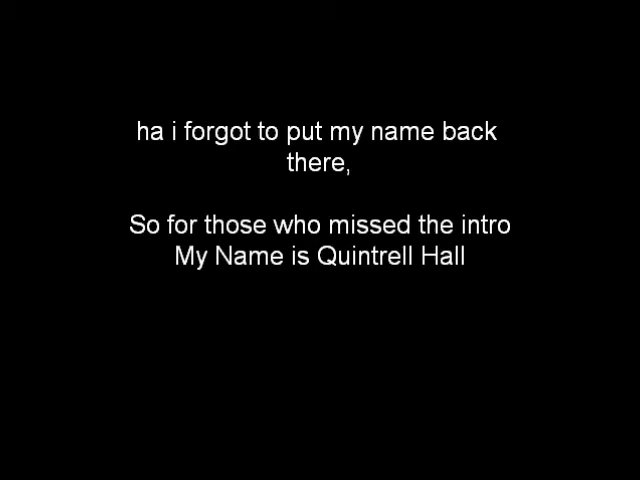 ha i forgot to put my name back
there,
So for those who missed the intro
My Name is Quintrell Hall